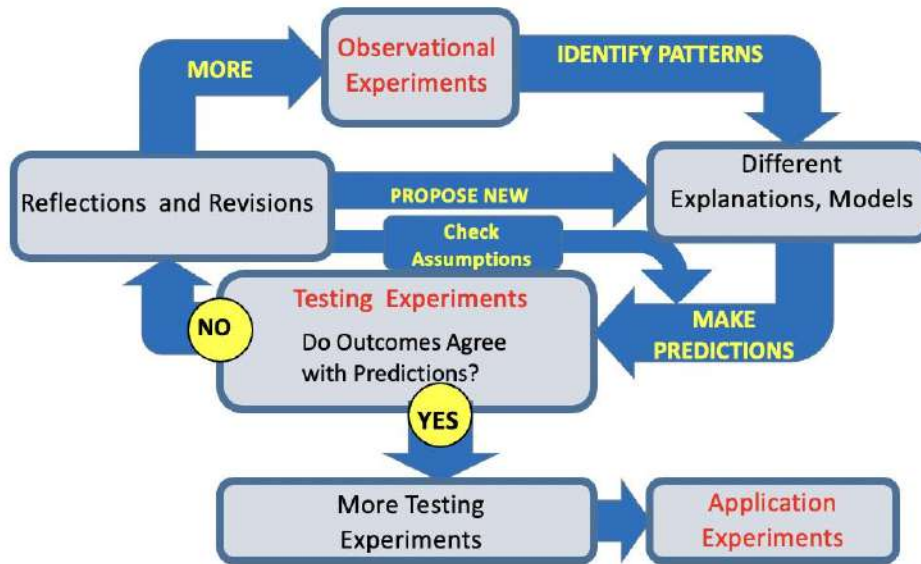 Observational
Experiments
MORE
IDENTIFY PATTERNS
Reflections and Revisions
PROPOSE NEW
Different
Explanations, Models
Check
Assumptions
Testing Experiments
Do Outcomes Agree
with Predictions?
NO
MAKE
PREDICTIONS
YES
More Testing
Experiments
Application
Experiments